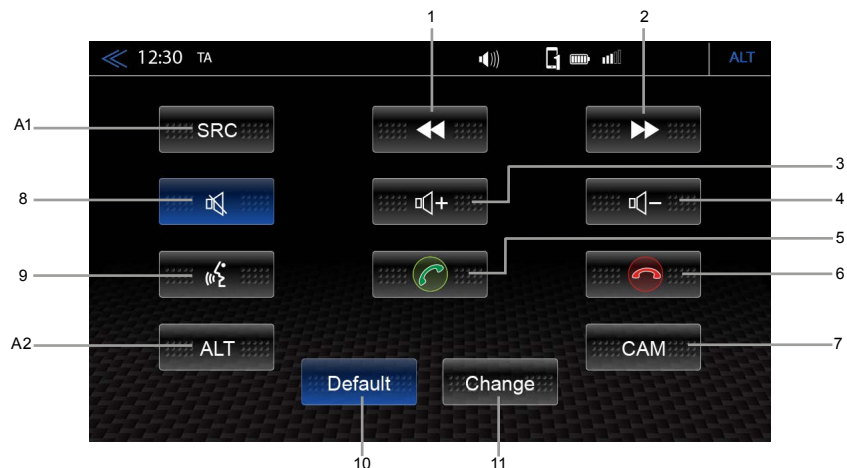 1 2
12:30 TA ALT
A1 SRC
3
8 4
5
9 6
A2 ALT CAM 7
Default Change
10 11